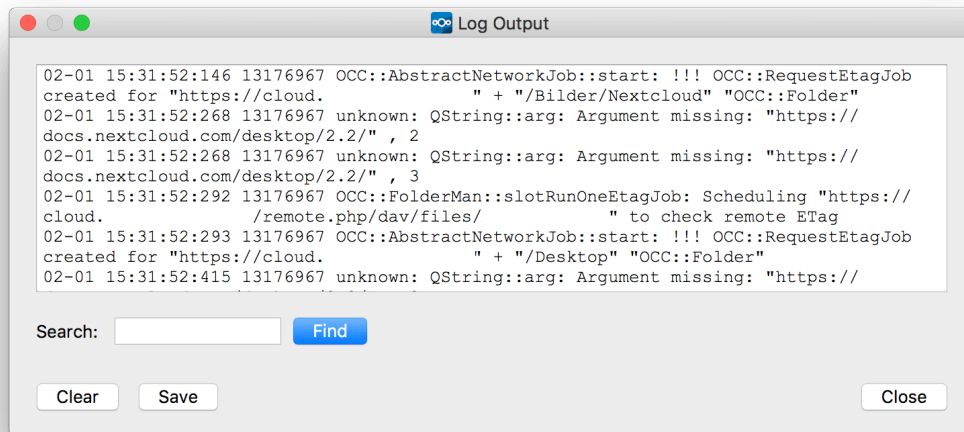 Log Output
02-01 15:31:52:146 13176967 OCC::AbstractNetworkJob::start: !!! OCC::RequestEtagJob
created for "https://cloud. " + "/Bilder/Nextcloud" "OCC::Folder"
02-01 15:31:52:268 13176967 unknown: QString::arg: Argument missing: "https://
docs.nextcloud.com/desktop/2.2/" , 2
02-01 15:31:52:268 13176967 unknown: QString::arg: Argument missing: "https://
docs.nextcloud.com/desktop/2.2/" , 3
02-01 15:31:52:292 13176967 OCC::FolderMan::slotRunOneEtagJob: Scheduling "https://
cloud. /remote.php/dav/files/ " to check remote ETag
02-01 15:31:52:293 13176967 OCC::AbstractNetworkJob::start: !!! OCC::RequestEtagJob
created for "https://cloud. " + "/Desktop" "OCC::Folder"
02-01 15:31:52:415 13176967 unknown: QString::arg: Argument missing: "https://
Search:
Find
Clear
Save
Close